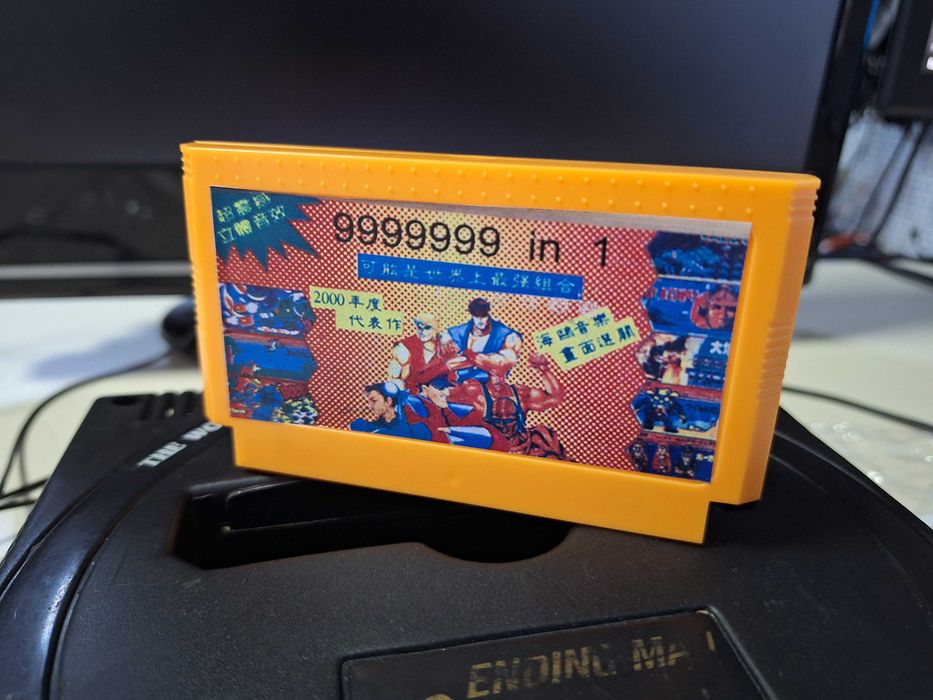 超震撼
立體音效
9999999 in 1
可能是世界上最强組合
2000年度
代表作
海鷗音樂
畫面選關
THE
ENDING MA